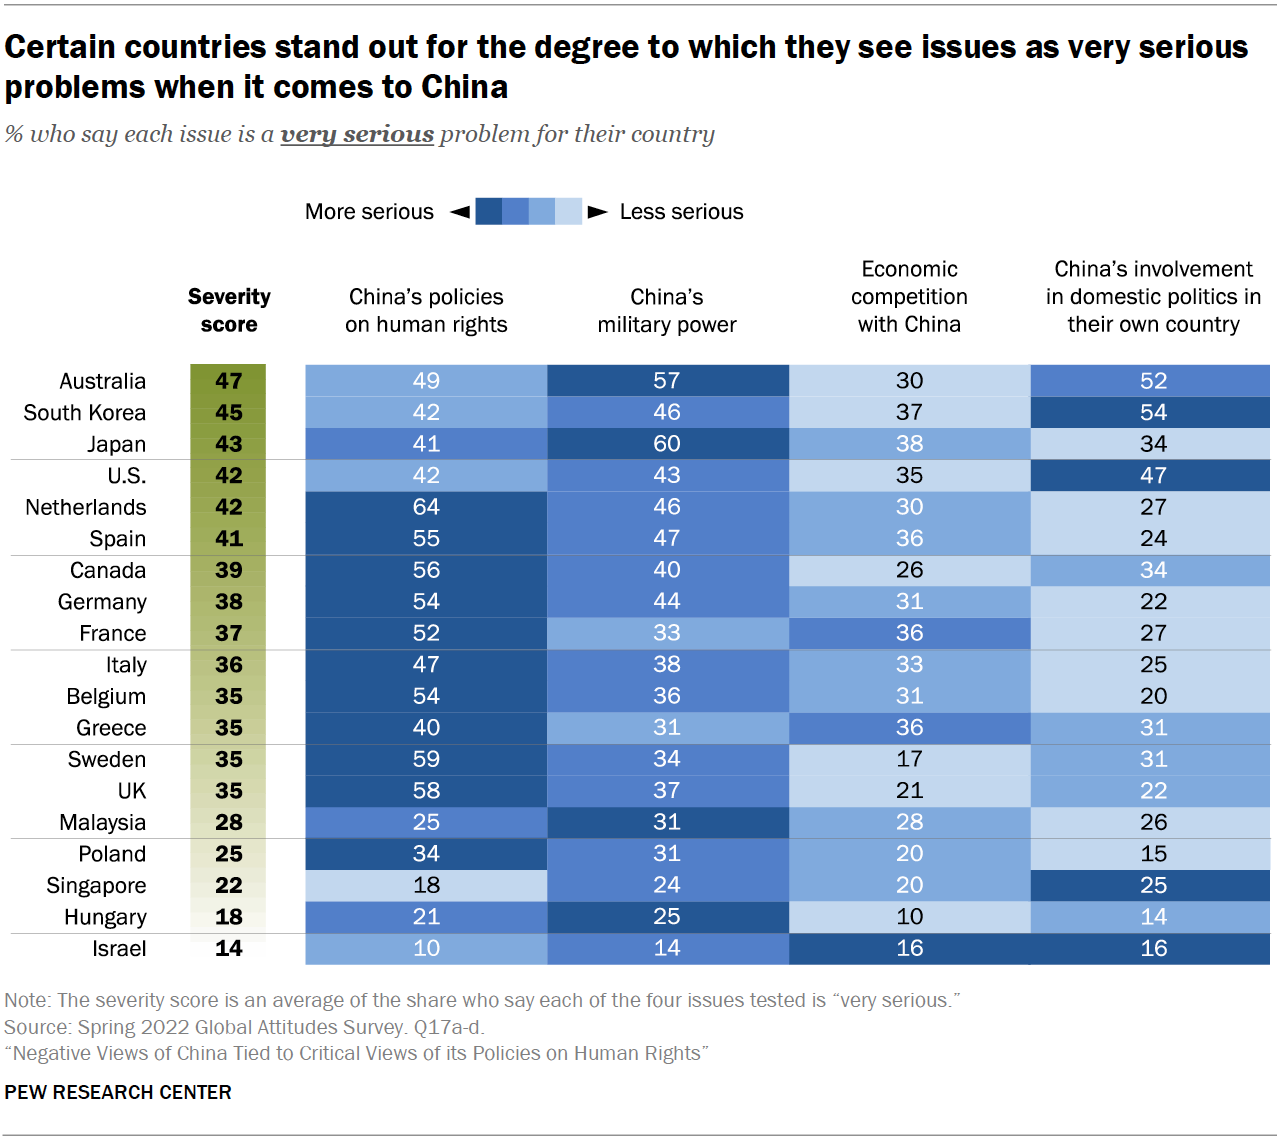 Certain countries stand out for the degree to which they see issues as very serious
problems when it comes to China
% who say each issue is a very serious problem for their country
More serious Less serious
Severity
score
China's policies
on human rights
China's
military power
Economic
competition
with China
China's involvement
in domestic politics in
their own country
Australia 47 49 57 30 52
South Korea 45 42 46 37 54
Japan 43 41 60 38 34
U.S. 42 42 43 35 47
Netherlands 42 64 46 30 27
Spain 41 55 47 36 24
Canada 39 56 40 26 34
Germany 38 54 44 31 22
France 37 52 33 36 27
Italy 36 47 38 33 25
Belgium 35 54 36 31 20
Greece 35 40 31 36 31
Sweden 35 59 34 17 31
UK 35 58 37 21 22
Malaysia 28 25 31 28 26
Poland 25 34 31 20 15
Singapore 22 18 24 20 25
Hungary 18 21 25 10 14
Israel 14 10 14 16 16
Note: The severity score is an average of the share who say each of the four issues tested is “very serious.”
Source: Spring 2022 Global Attitudes Survey. Q17a-d.
“Negative Views of China Tied to Critical Views of its Policies on Human Rights”
PEW RESEARCH CENTER